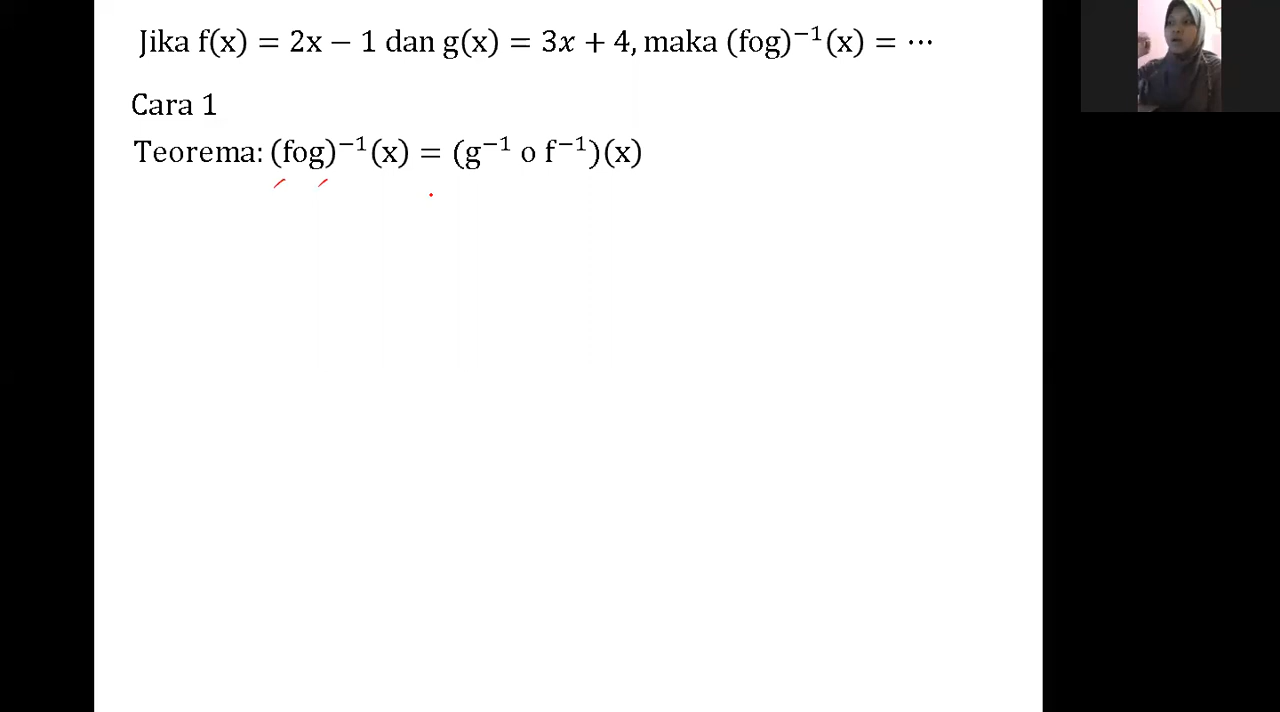 Jika f(x) = 2x − 1 dan g(x) = 3x + 4, maka (fog)⁻¹(x) = ⋯
Cara 1
Teorema: (fog)⁻¹(x) = (g⁻¹ o f⁻¹)(x)